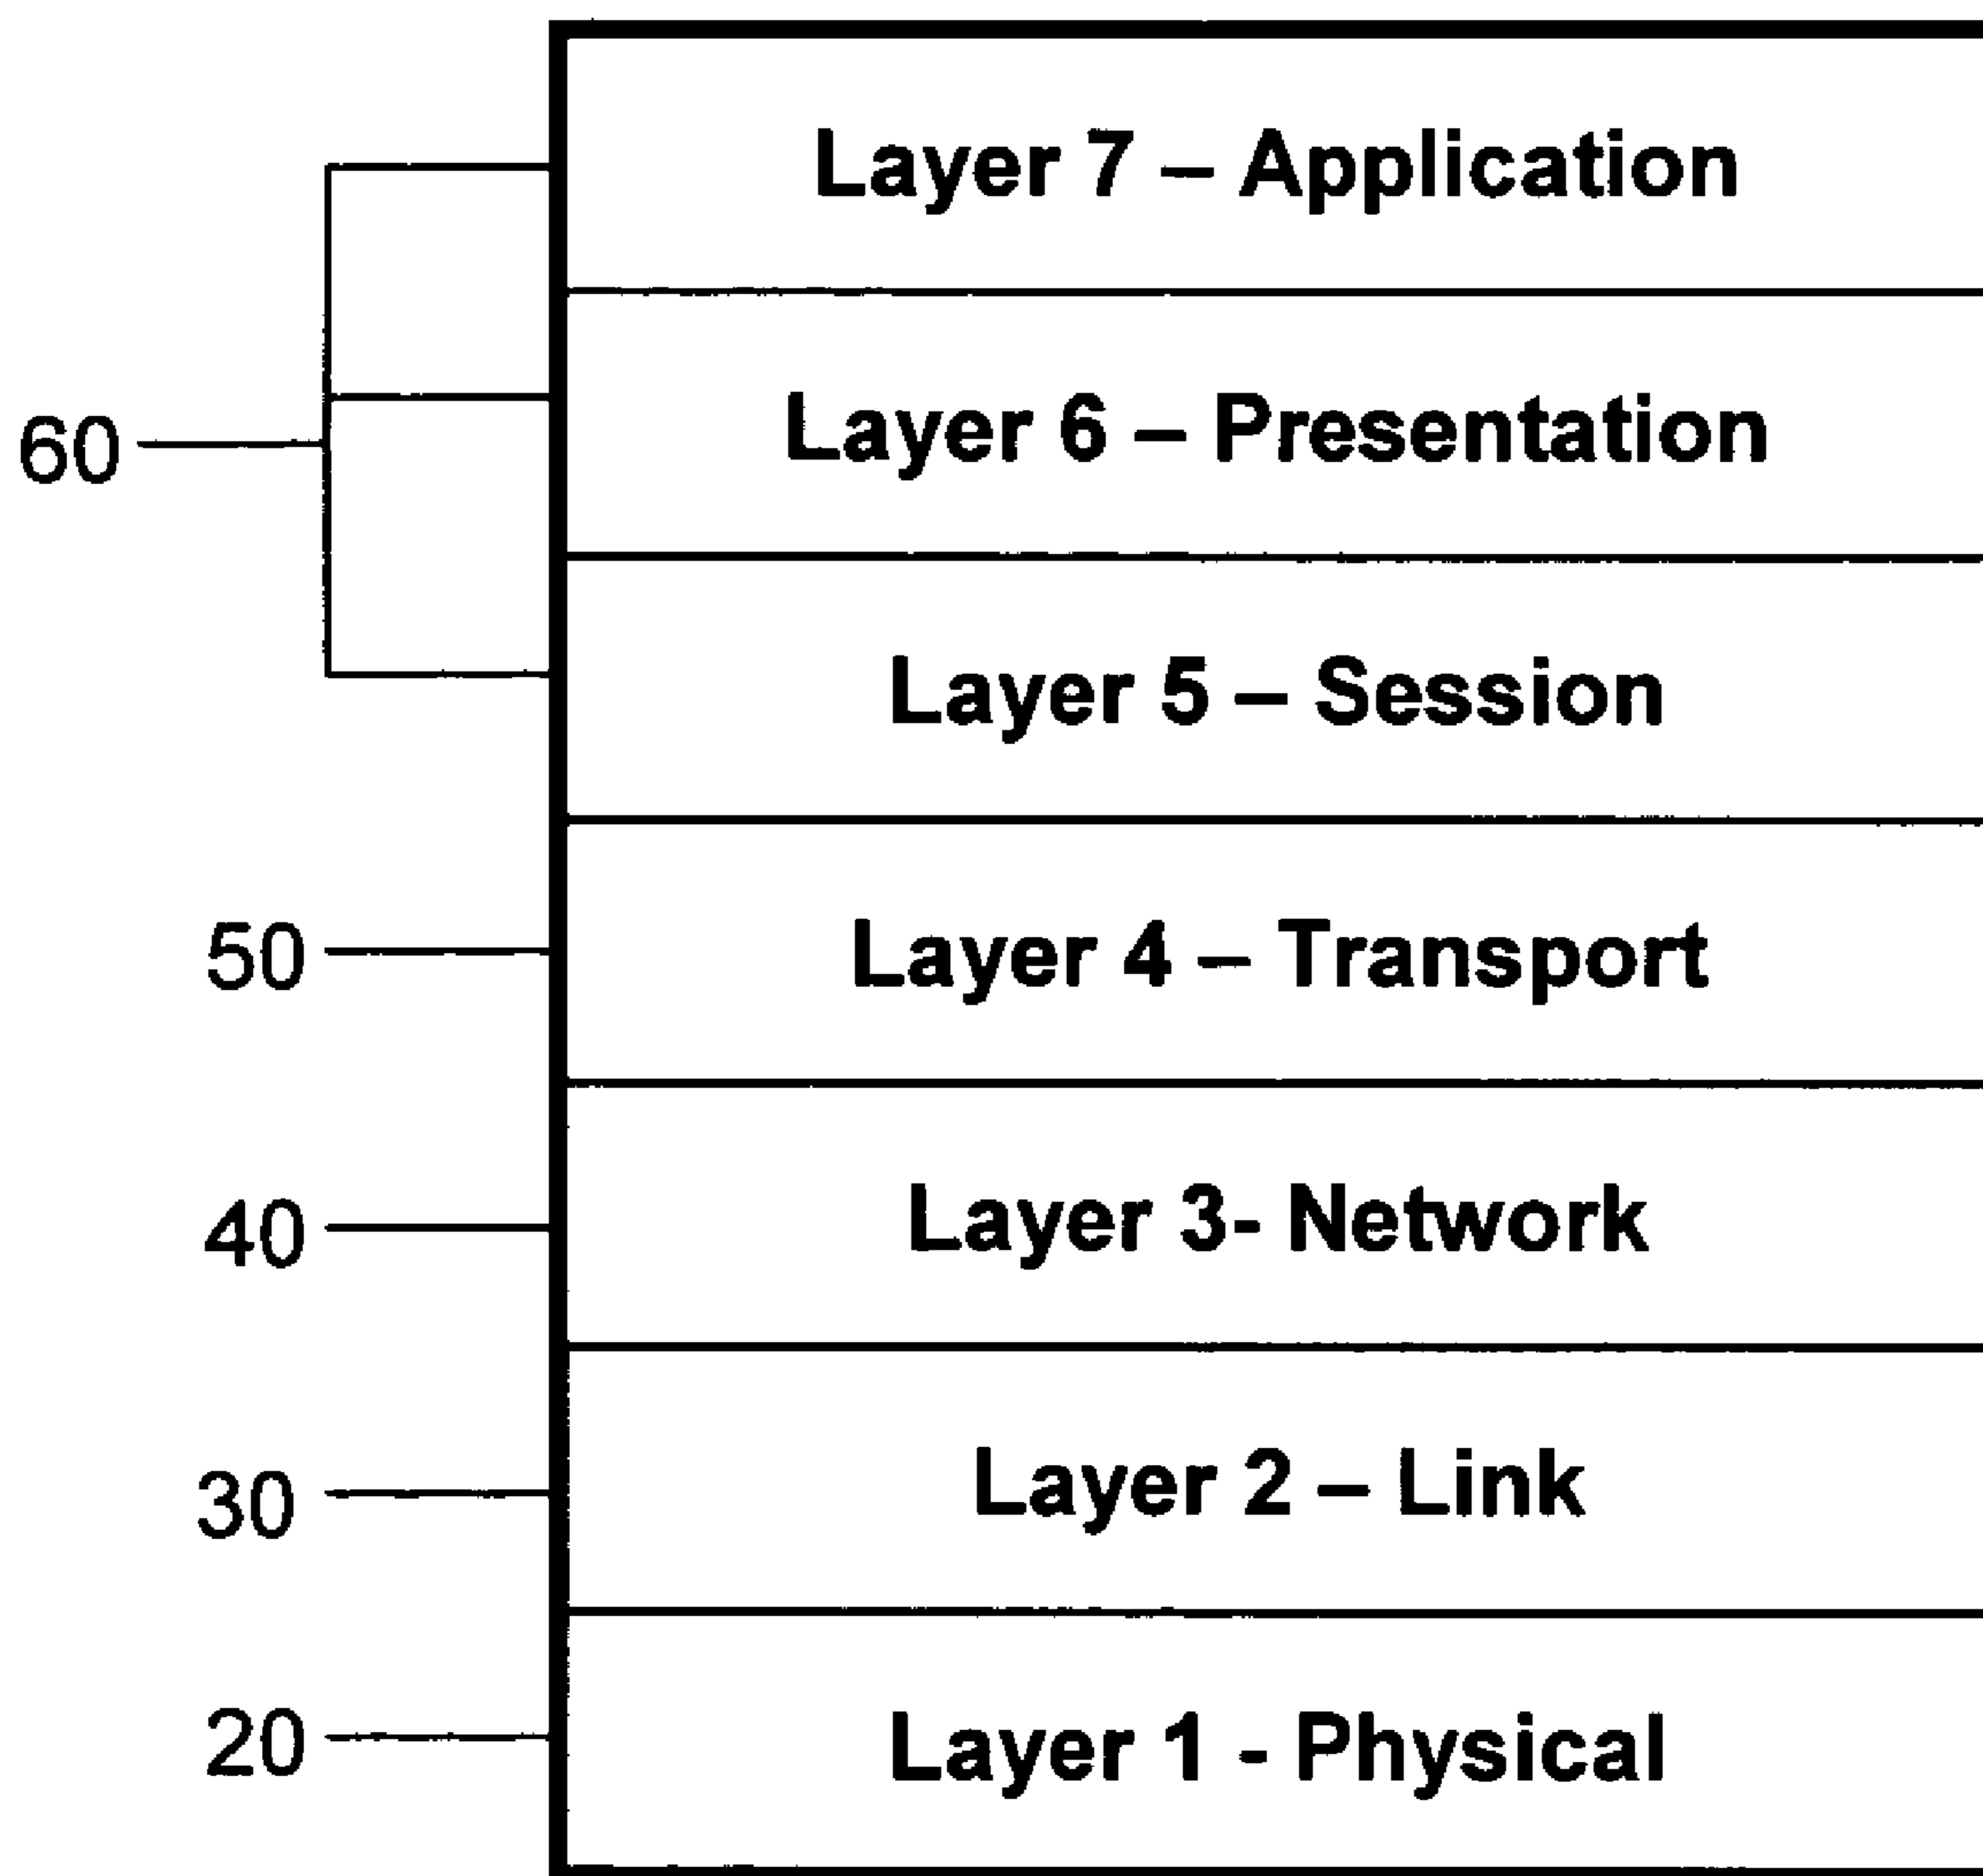 Layer 7 – Application
60
Layer 6 – Presentation
Layer 5 – Session
50
Layer 4 – Transport
40
Layer 3- Network
30
Layer 2 – Link
20
Layer 1 - Physical